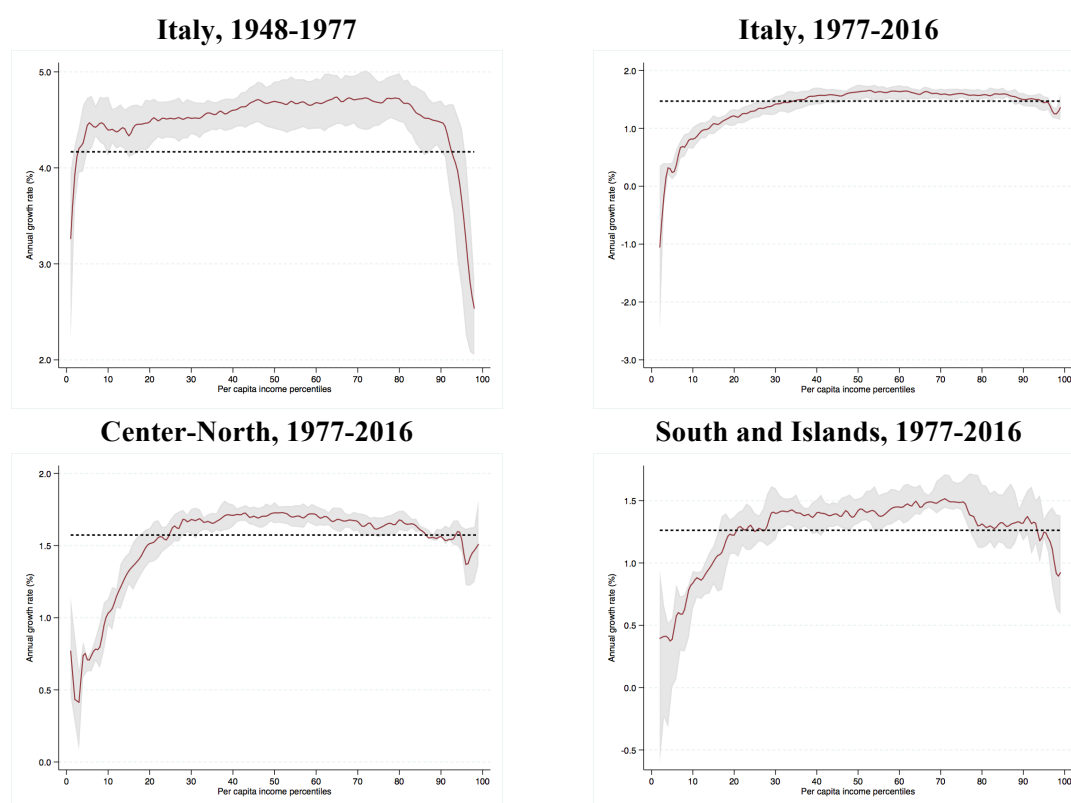 Italy, 1948-1977
Italy, 1977-2016
5.0
4.0
3.0
2.0
Annual growth rate (%)
0 10 20 30 40 50 60 70 80 90 100
Per capita income percentiles
2.0
1.0
0.0
-1.0
-2.0
-3.0
Annual growth rate (%)
0 10 20 30 40 50 60 70 80 90 100
Per capita income percentiles
Center-North, 1977-2016
South and Islands, 1977-2016
2.0
1.5
1.0
0.5
0.0
Annual growth rate (%)
0 10 20 30 40 50 60 70 80 90 100
Per capita income percentiles
1.5
1.0
0.5
0.0
-0.5
Annual growth rate (%)
0 10 20 30 40 50 60 70 80 90 100
Per capita income percentiles